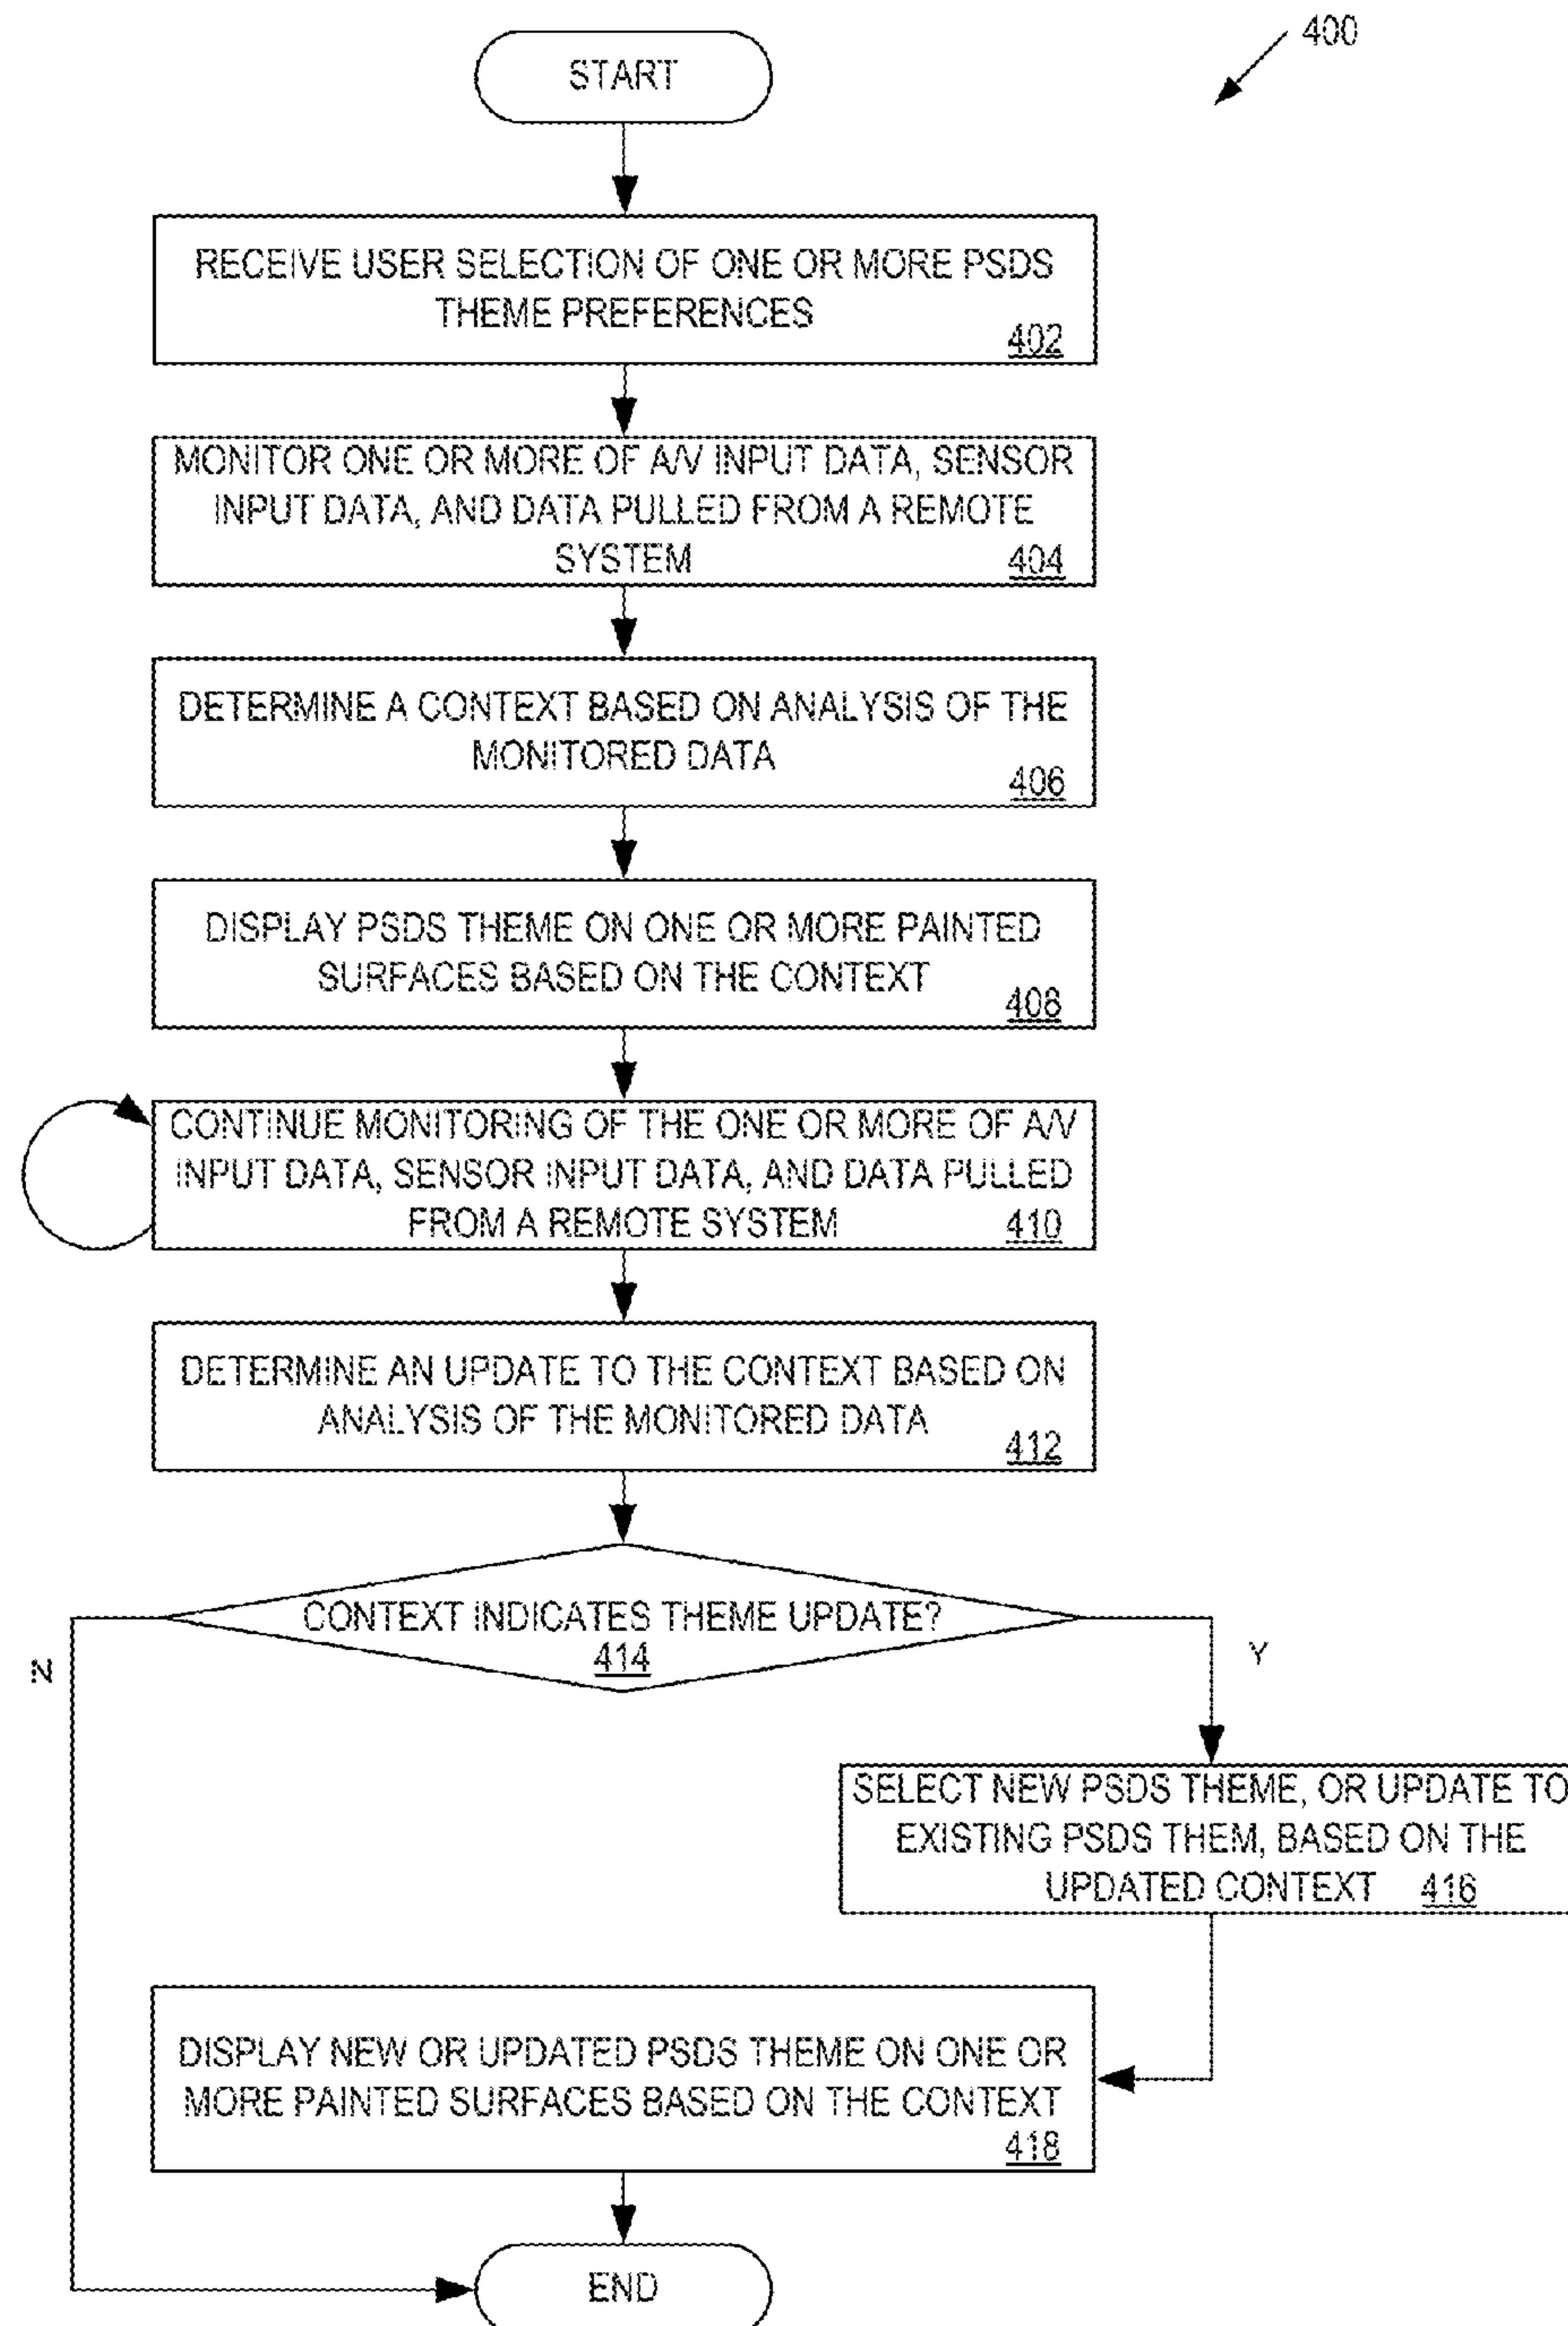 400
START
RECEIVE USER SELECTION OF ONE OR MORE PSDS
THEME PREFERENCES
402
MONITOR ONE OR MORE OF A/V INPUT DATA, SENSOR
INPUT DATA, AND DATA PULLED FROM A REMOTE
SYSTEM
404
DETERMINE A CONTEXT BASED ON ANALYSIS OF THE
MONITORED DATA
406
DISPLAY PSDS THEME ON ONE OR MORE PAINTED
SURFACES BASED ON THE CONTEXT
408
CONTINUE MONITORING OF THE ONE OR MORE OF A/V
INPUT DATA, SENSOR INPUT DATA, AND DATA PULLED
FROM A REMOTE SYSTEM
410
DETERMINE AN UPDATE TO THE CONTEXT BASED ON
ANALYSIS OF THE MONITORED DATA
412
CONTEXT INDICATES THEME UPDATE?
414
N
Y
SELECT NEW PSDS THEME, OR UPDATE TO
EXISTING PSDS THEM, BASED ON THE
UPDATED CONTEXT 416
DISPLAY NEW OR UPDATED PSDS THEME ON ONE OR
MORE PAINTED SURFACES BASED ON THE CONTEXT
418
END